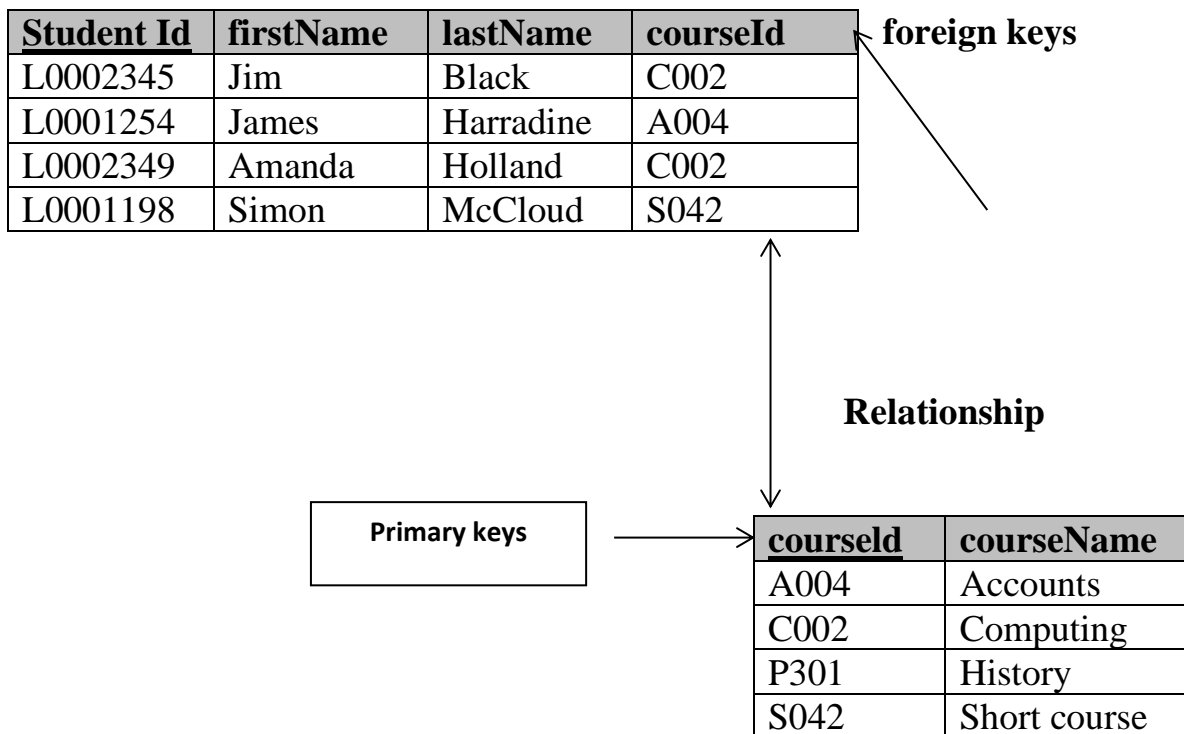 Student Id firstName lastName courseId foreign keys
L0002345 Jim Black C002
L0001254 James Harradine A004
L0002349 Amanda Holland C002
L0001198 Simon McCloud S042
Relationship
Primary keys
courseld courseName
A004 Accounts
C002 Computing
P301 History
S042 Short course